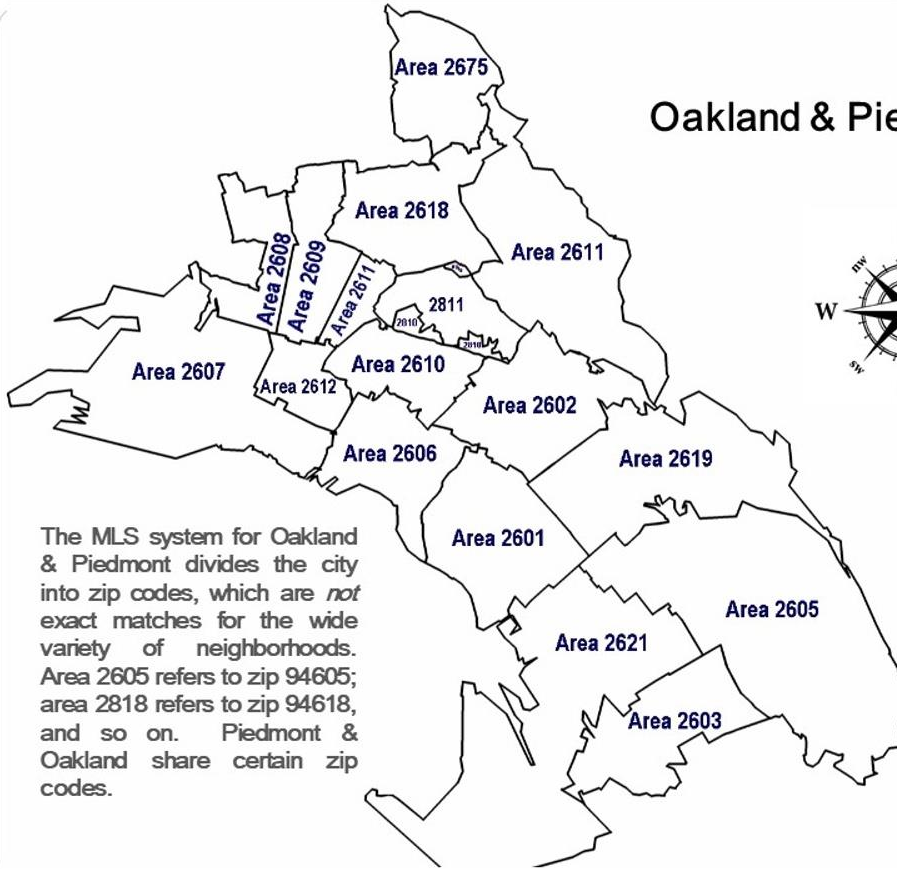 Area 2675
Oakland & Pie
Area 2618
Area 2611
Area 2608
Area 2609
Area 2611
2811
2810
2810
nw
W
sw
Area 2607
Area 2612
Area 2610
Area 2602
Area 2606
Area 2619
Area 2601
The MLS system for Oakland
& Piedmont divides the city
into zip codes, which are not
exact matches for the wide
variety of neighborhoods.
Area 2605 refers to zip 94605;
area 2818 refers to zip 94618,
and so on. Piedmont &
Oakland share certain zip
codes.
Area 2605
Area 2621
Area 2603